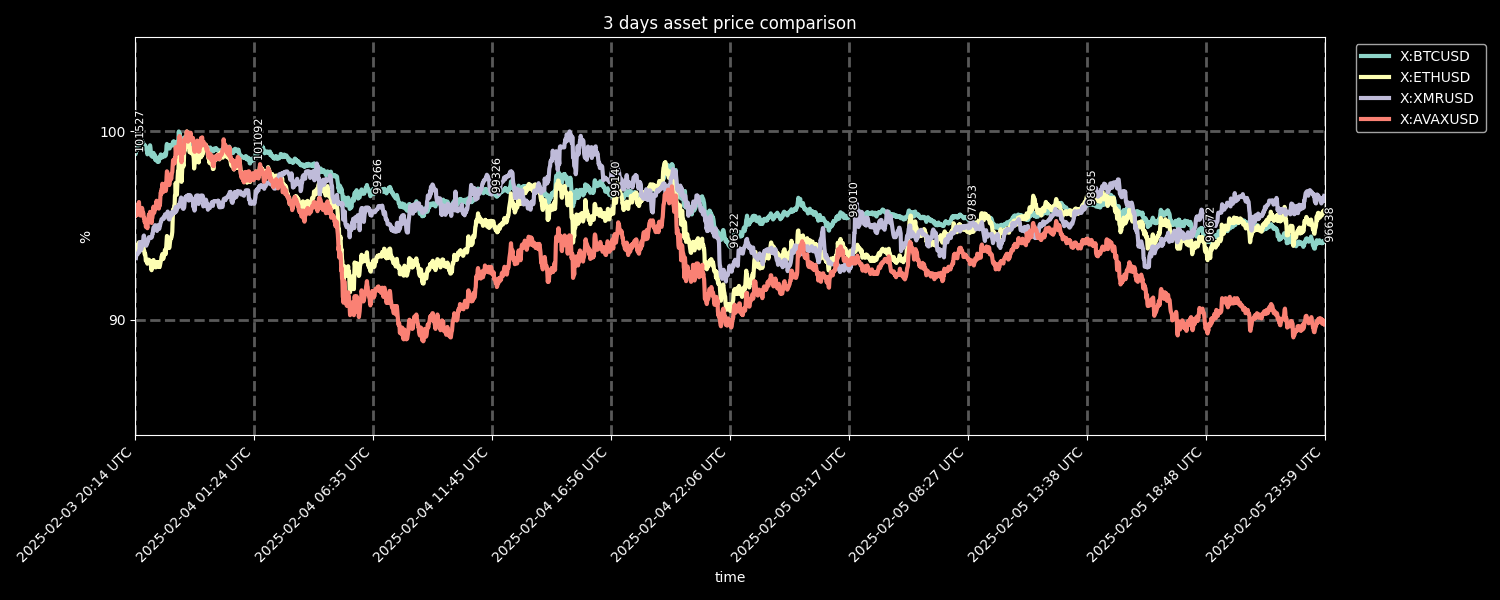 3 days asset price comparison
X:BTCUSD
X:ETHUSD
X:XMRUSD
X:AVAXUSD
100
90
%
101527
101092
99266
99326
99140
96322
98010
97853
98655
96672
96638
2025-02-03 20:14 UTC
2025-02-04 01:24 UTC
2025-02-04 06:35 UTC
2025-02-04 11:45 UTC
2025-02-04 16:56 UTC
2025-02-04 22:06 UTC
2025-02-05 03:17 UTC
2025-02-05 08:27 UTC
2025-02-05 13:38 UTC
2025-02-05 18:48 UTC
2025-02-05 23:59 UTC
time